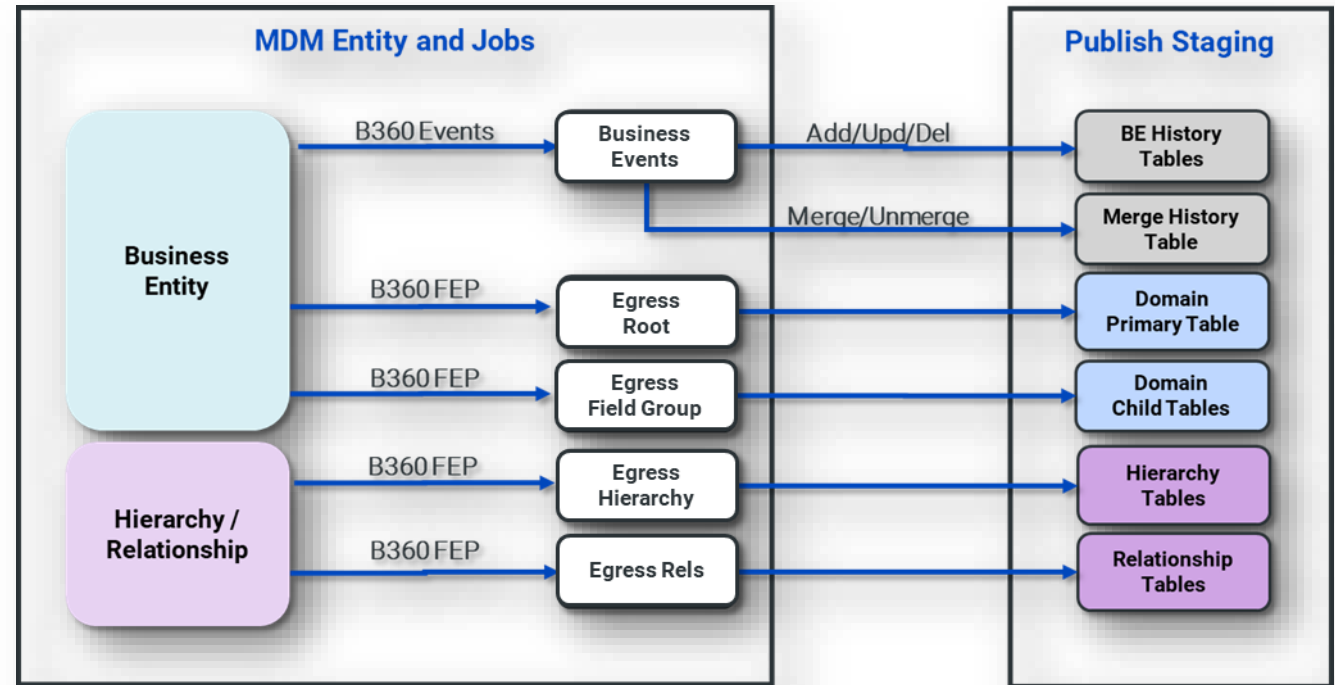 MDM Entity and Jobs
Publish Staging
Business
Entity
B360 Events
Business
Events
Add/Upd/Del
BE History
Tables
Merge/Unmerge
Merge History
Table
B360 FEP
Egress
Root
Domain
Primary Table
B360 FEP
Egress
Field Group
Domain
Child Tables
Hierarchy /
Relationship
B360 FEP
Egress
Hierarchy
Hierarchy
Tables
B360 FEP
Egress Rels
Relationship
Tables